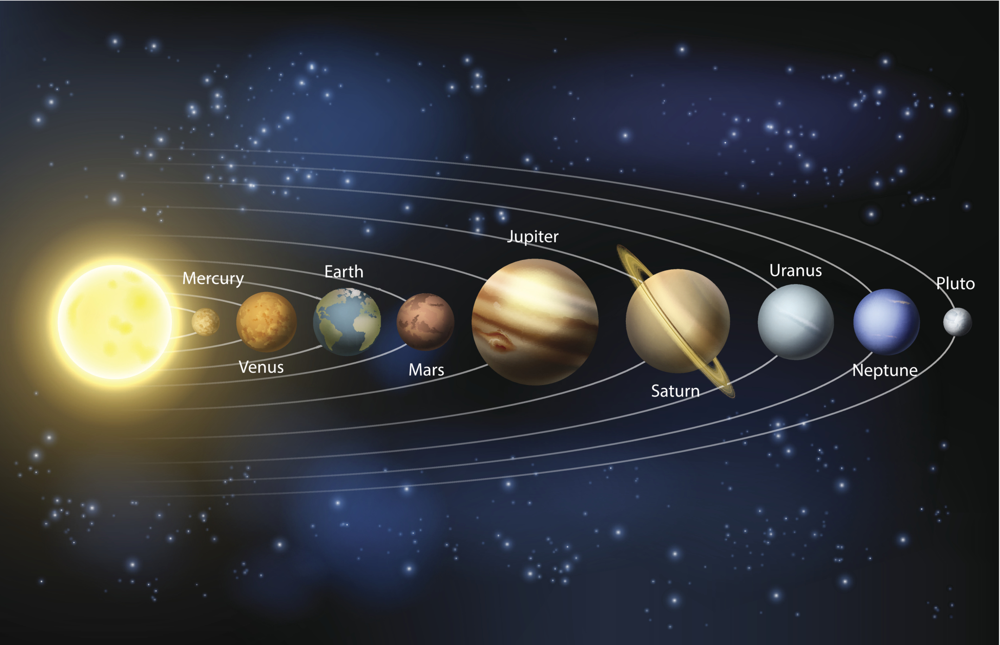 Mercury
Venus
Earth
Mars
Jupiter
Saturn
Uranus
Neptune
Pluto